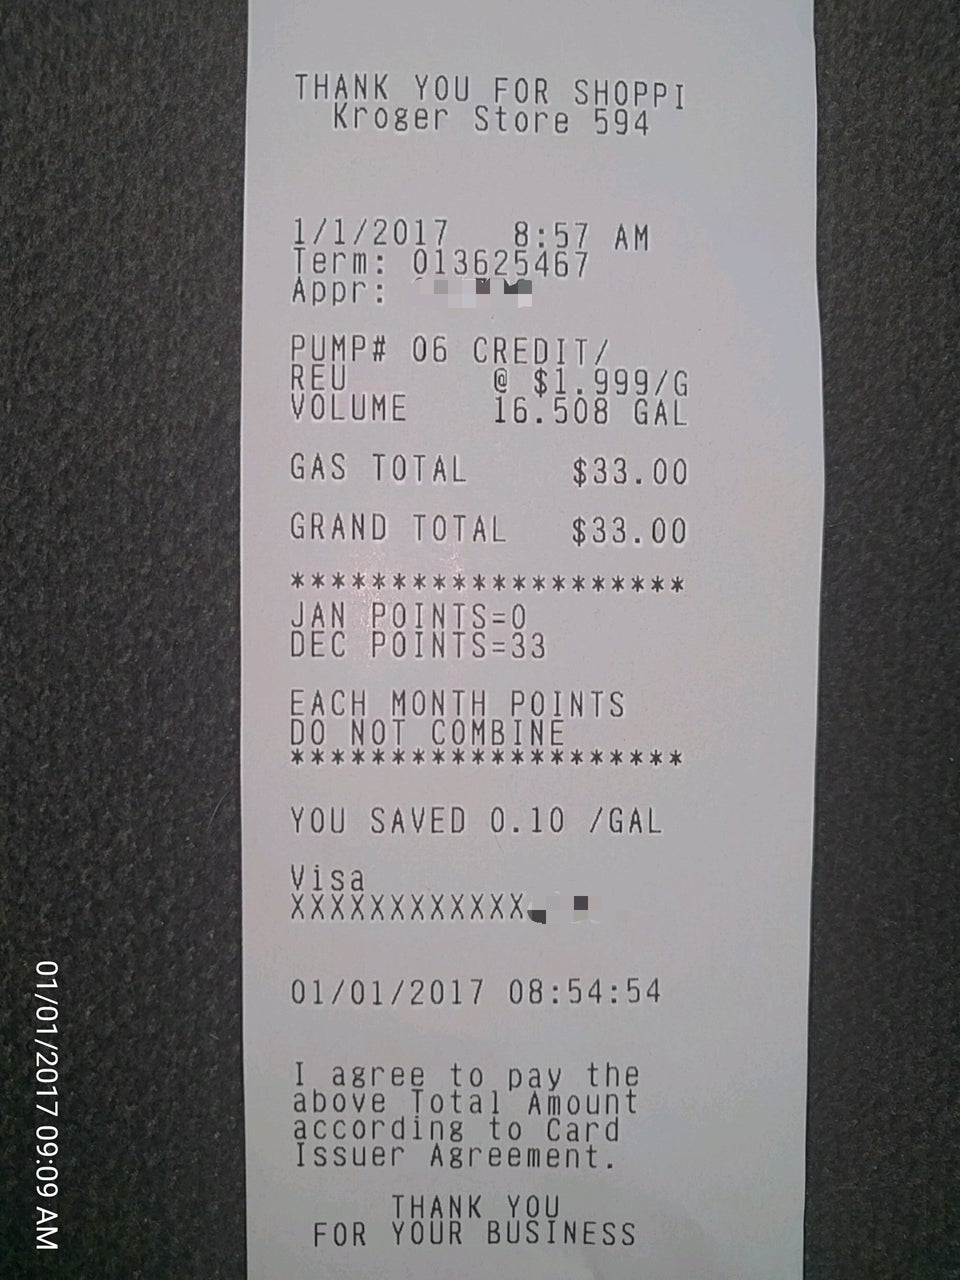 THANK YOU FOR SHOPPI
Kroger Store 594
1/1/2017 8:57 AM
Term: 013625467
Appr:
PUMP# 06 CREDIT/
REU @ $1.999/G
VOLUME 16.508 GAL
GAS TOTAL $33.00
GRAND TOTAL $33.00
********************
JAN POINTS=0
DEC POINTS=33
EACH MONTH POINTS
DO NOT COMBINE
********************
YOU SAVED 0.10 /GAL
Visa
XXXXXXXXXXXX
01/01/2017 08:54:54
I agree to pay the
above Total Amount
according to Card
Issuer Agreement.
THANK YOU
FOR YOUR BUSINESS
01/01/2017 09:09 AM